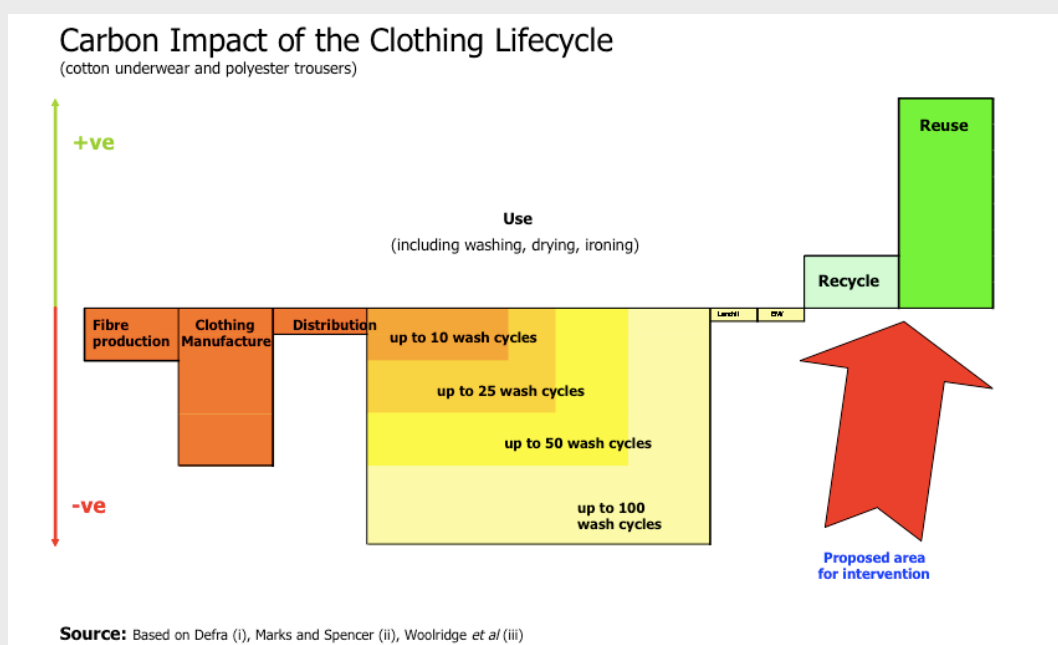 Carbon Impact of the Clothing Lifecycle
(cotton underwear and polyester trousers)
+ve
Reuse
Use
(including washing, drying, ironing)
Recycle
Fibre
production
Clothing
Manufacture
Distribution
up to 10 wash cycles
up to 25 wash cycles
up to 50 wash cycles
up to 100
wash cycles
Landfill
-ve
Proposed area
for intervention
Source: Based on Defra (i), Marks and Spencer (ii), Woolridge et al (iii)